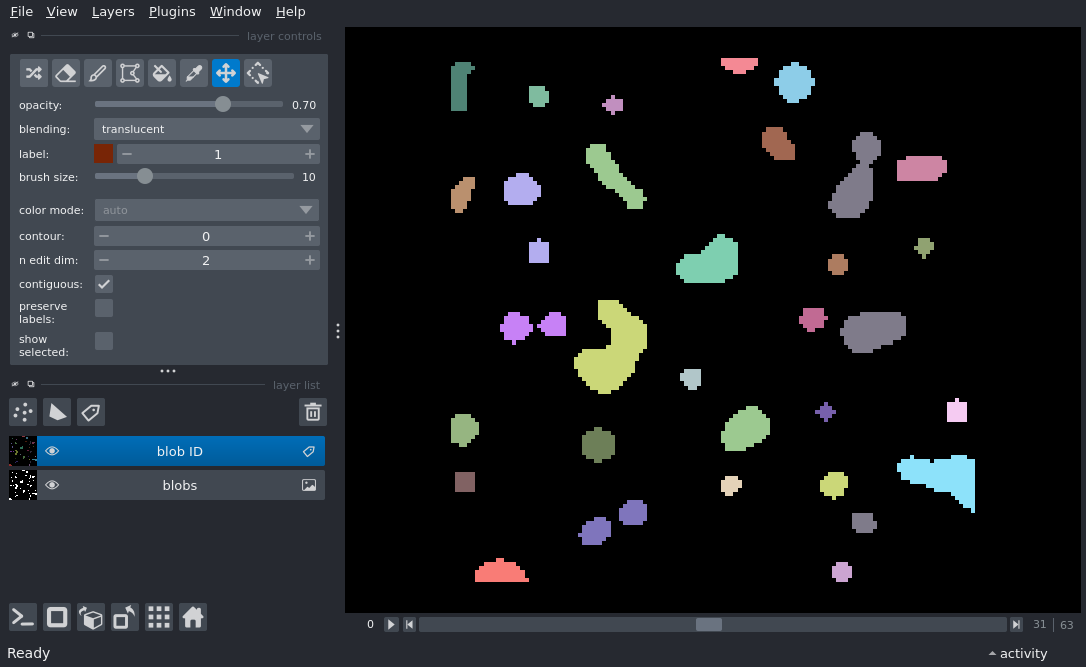 File View Layers Plugins Window Help
layer controls
opacity: 0.70
blending: translucent
label: 1
brush size: 10
color mode: auto
contour: 0
n edit dim: 2
contiguous:
preserve
labels:
show
selected:
layer list
blob ID
blobs
0 31 | 63
Ready
activity